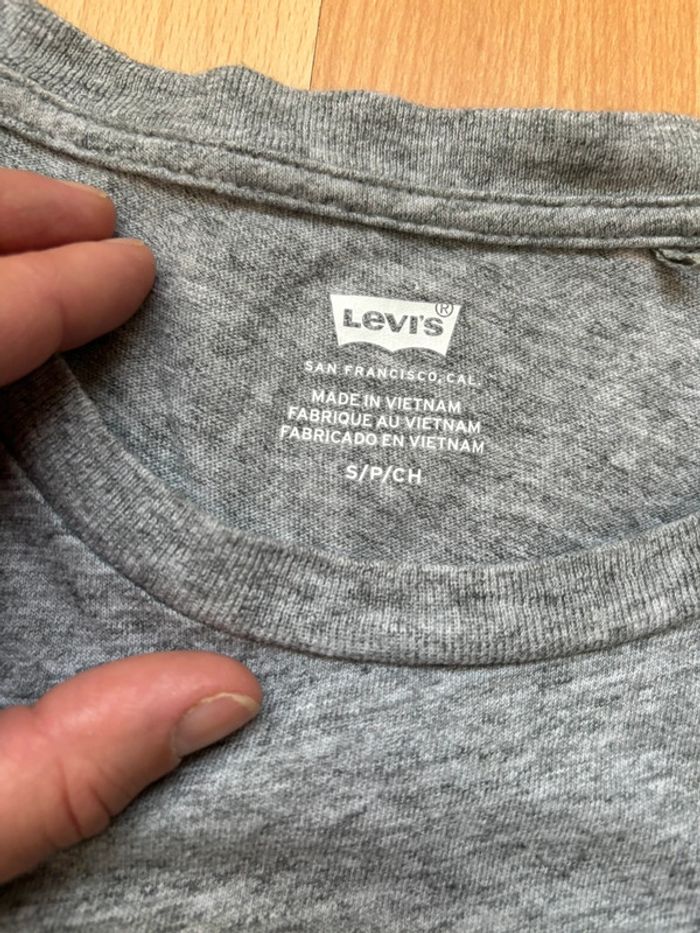 Levi's®
SAN FRANCISCO, CAL.
MADE IN VIETNAM
FABRIQUE AU VIETNAM
FABRICADO EN VIETNAM
S/P/CH